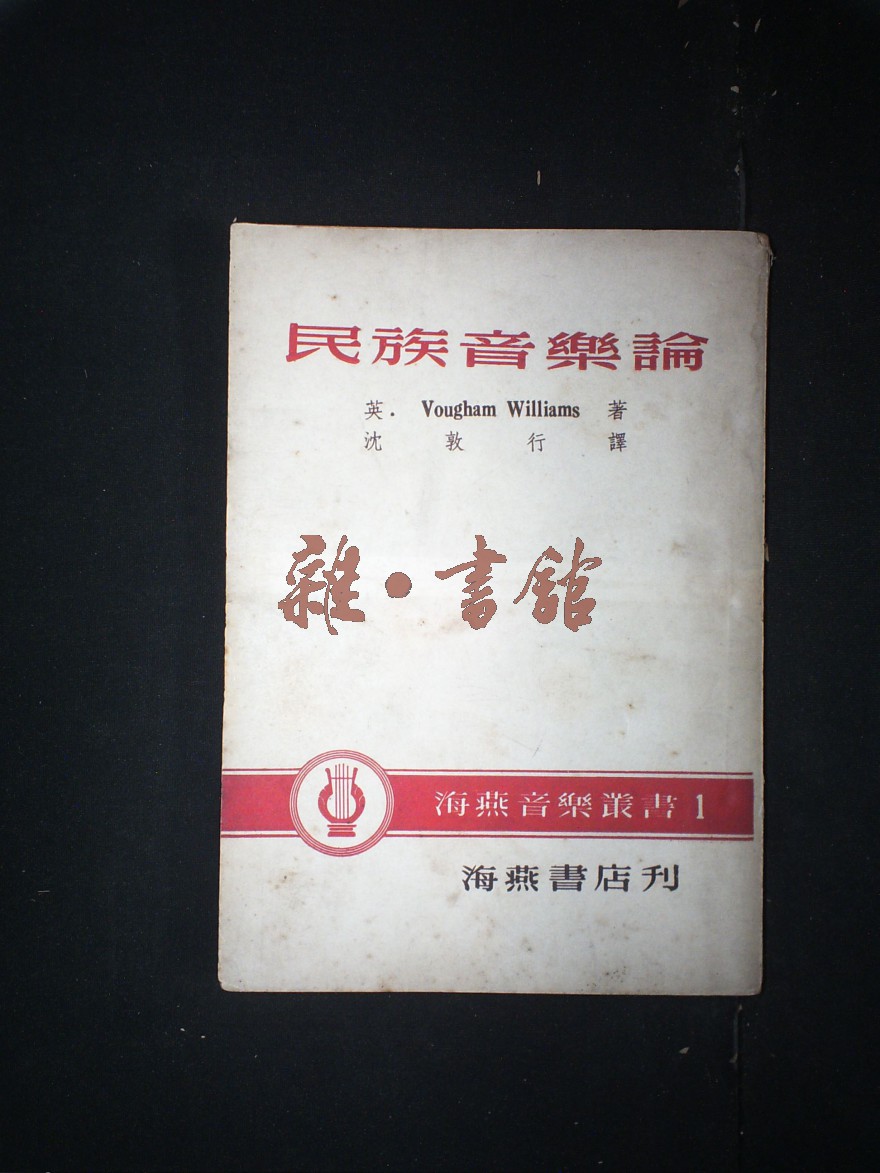 民族音樂論
英． Vougham Williams 著
沈敦行譯
雜•書館
海燕音樂叢書1
海燕書店刊